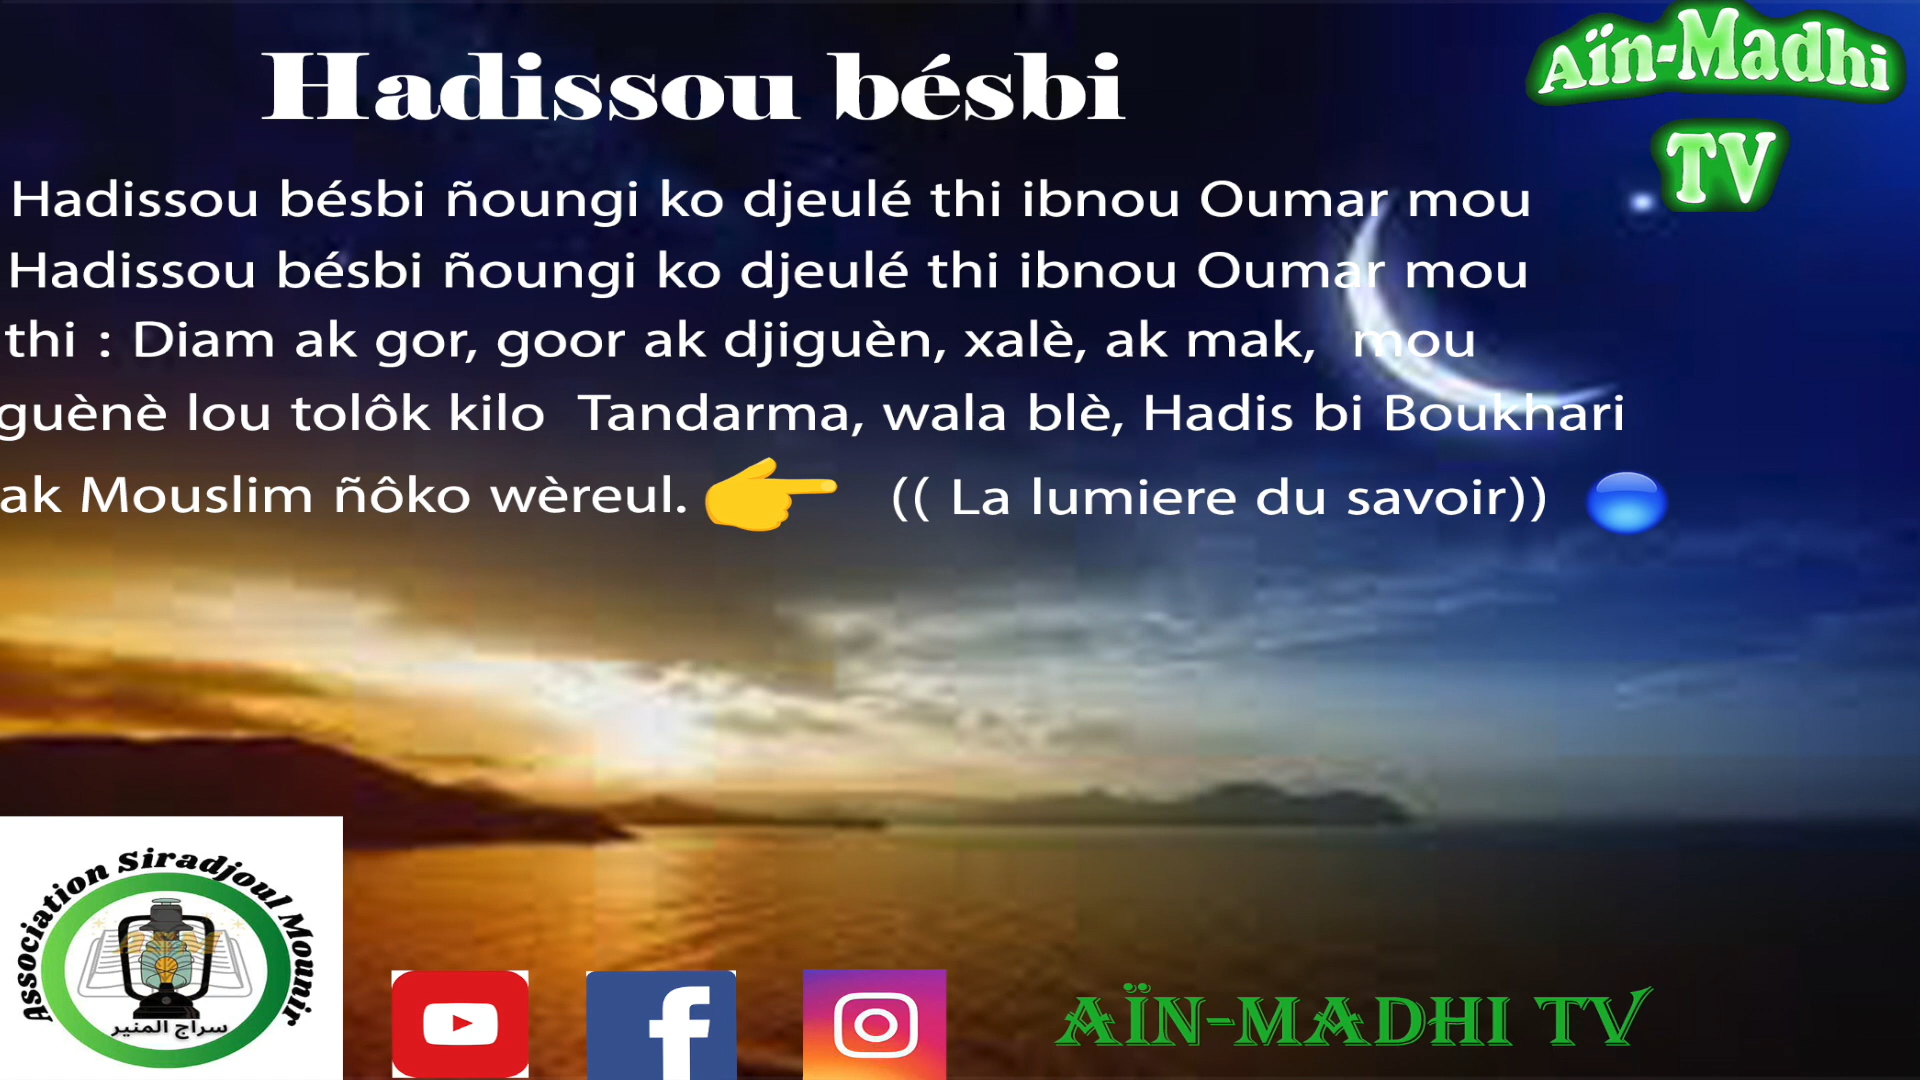 Hadissou bésbi
Aïn-Madhi
TV
Hadissou bésbi ñoungi ko djeulé thi ibnou Oumar mou
Hadissou bésbi ñoungi ko djeulé thi ibnou Oumar mou
thi : Diam ak gor, goor ak djiguèn, xalè, ak mak, mou
guènè lou tolôk kilo Tandarma, wala blè, Hadis bi Boukhari
ak Mouslim ñôko wèreul. 👉 (( La lumiere du savoir))
Association Siradjoul Mounir
سراج المنير
AÏN-MADHI TV